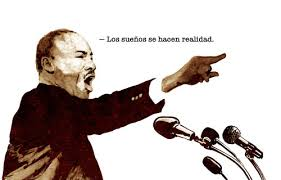 – Los sueños se hacen realidad.